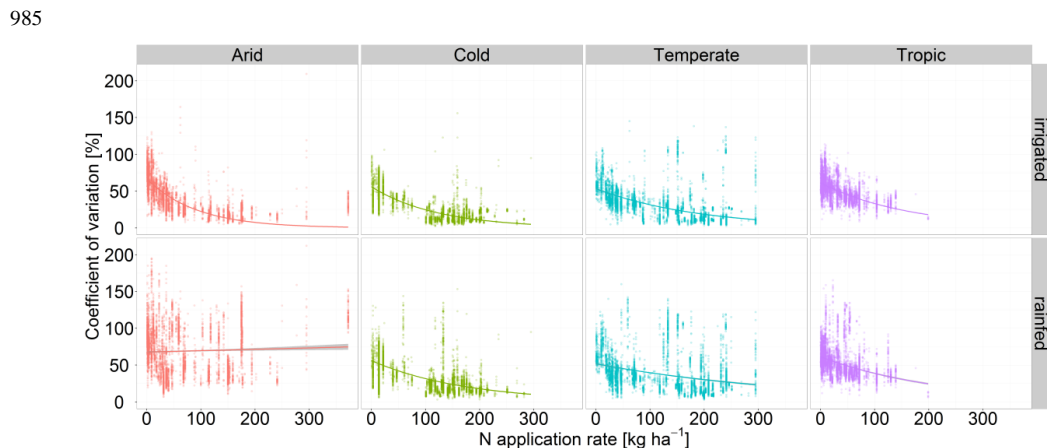 985
Arid Cold Temperate Tropic
200
150
100
50
0
irrigated
200
150
100
50
0
rainfed
Coefficient of variation [%]
0 100 200 300 0 100 200 300 0 100 200 300 0 100 200 300
N application rate [kg ha⁻¹]